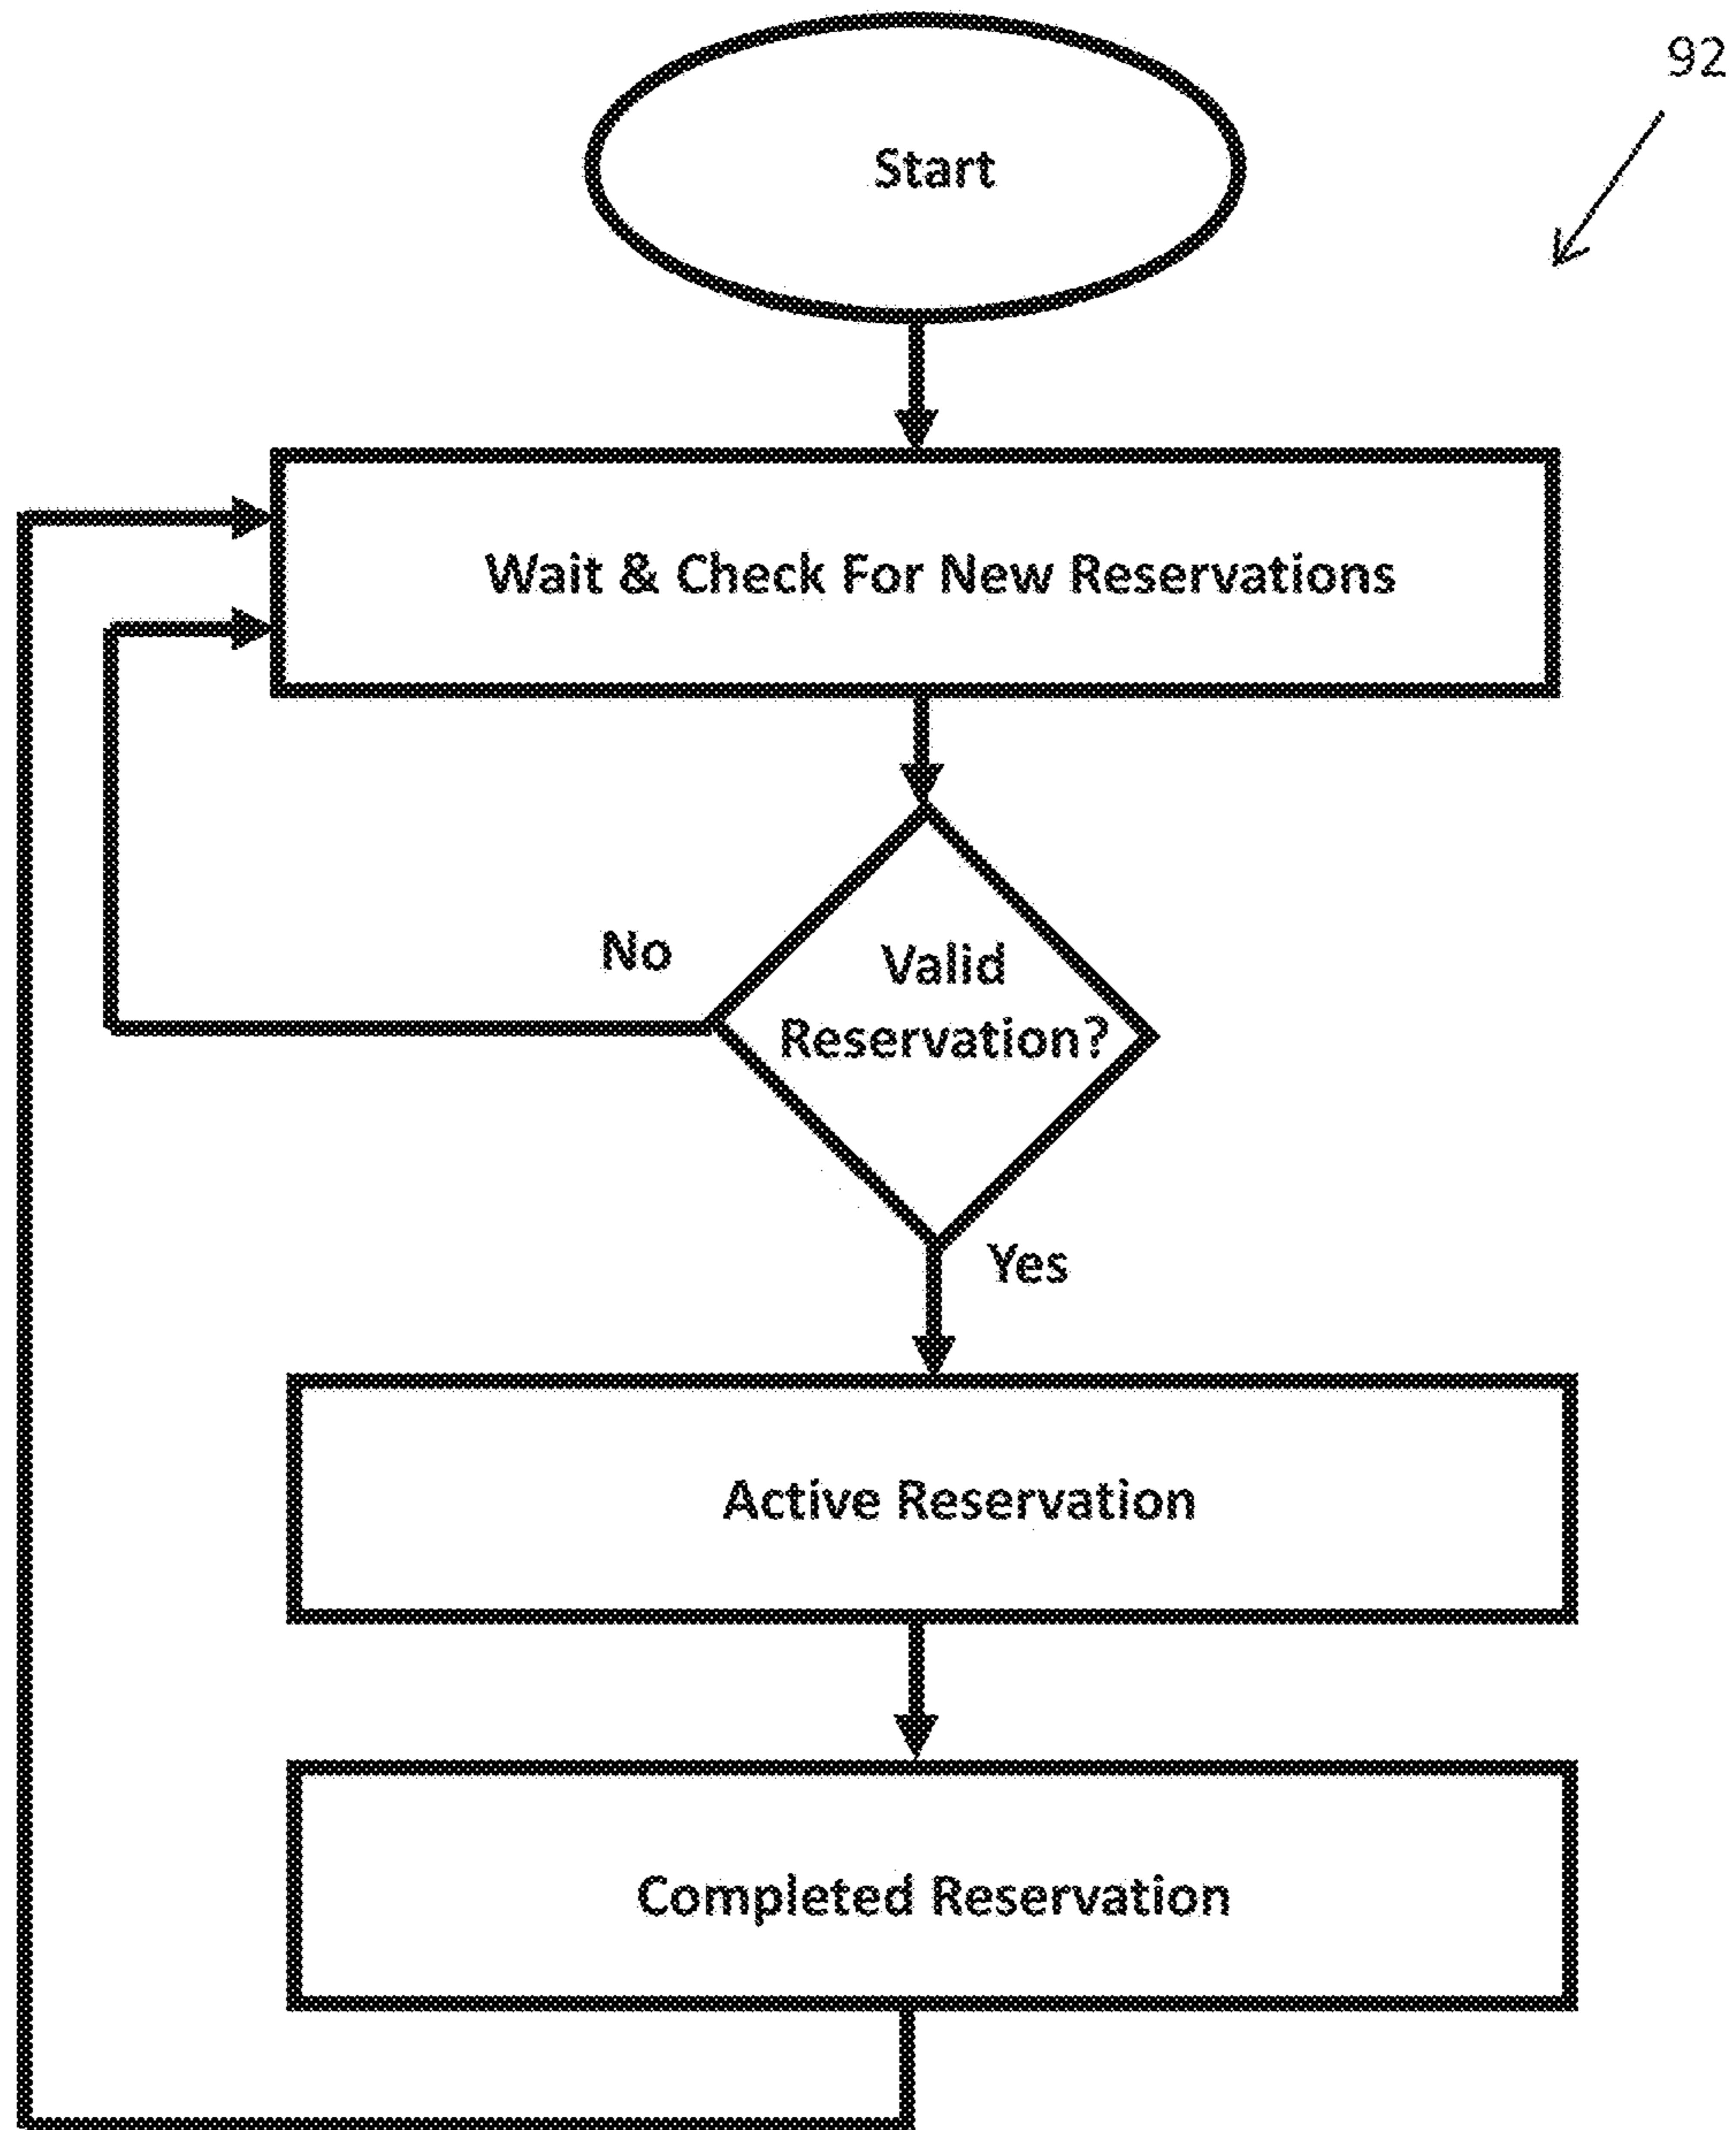 92
Start
Wait & Check For New Reservations
No
Valid
Reservation?
Yes
Active Reservation
Completed Reservation